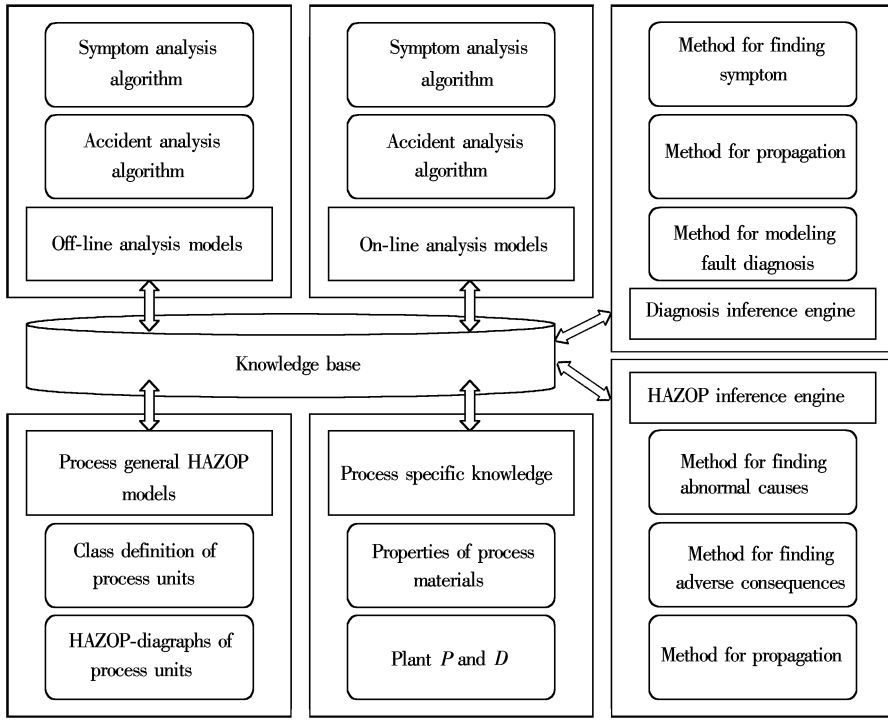 Symptom analysis
algorithm
Accident analysis
algorithm
Off-line analysis models
Symptom analysis
algorithm
Accident analysis
algorithm
On-line analysis models
Method for finding
symptom
Method for propagation
Method for modeling
fault diagnosis
Diagnosis inference engine
Knowledge base
Process general HAZOP
models
Class definition of
process units
HAZOP-diagraphs of
process units
Process specific knowledge
Properties of process
materials
Plant P and D
HAZOP inference engine
Method for finding
abnormal causes
Method for finding
adverse consequences
Method for propagation